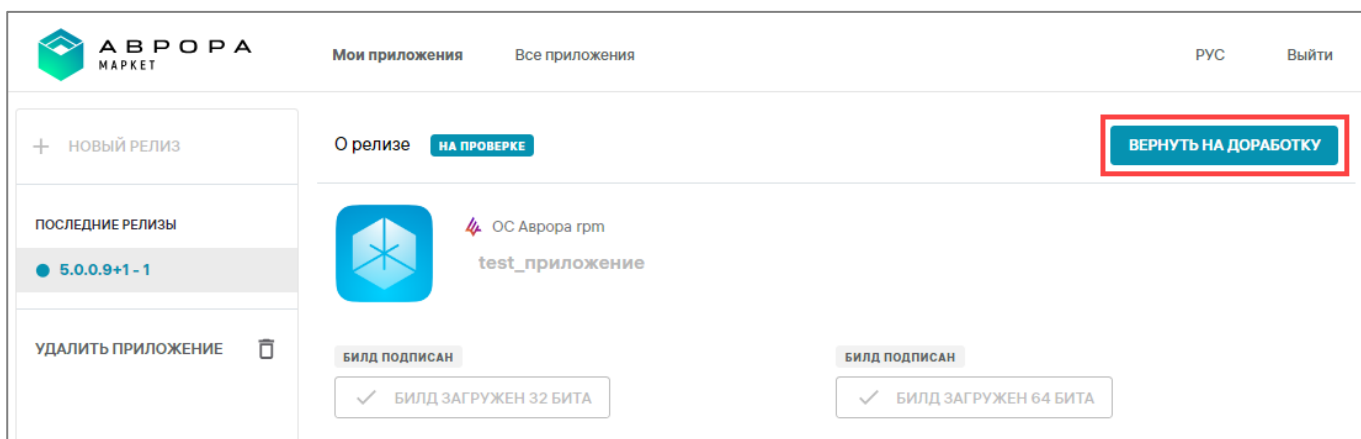 АВРОРА
МАРКЕТ
Мои приложения
Все приложения
РУС
Выйти
НОВЫЙ РЕЛИЗ
ПОСЛЕДНИЕ РЕЛИЗЫ
5.0.0.9+1 - 1
УДАЛИТЬ ПРИЛОЖЕНИЕ
О релизе
НА ПРОВЕРКЕ
ВЕРНУТЬ НА ДОРАБОТКУ
ОС Аврора rpm
test_приложение
БИЛД ПОДПИСАН
БИЛД ЗАГРУЖЕН 32 БИТА
БИЛД ПОДПИСАН
БИЛД ЗАГРУЖЕН 64 БИТА